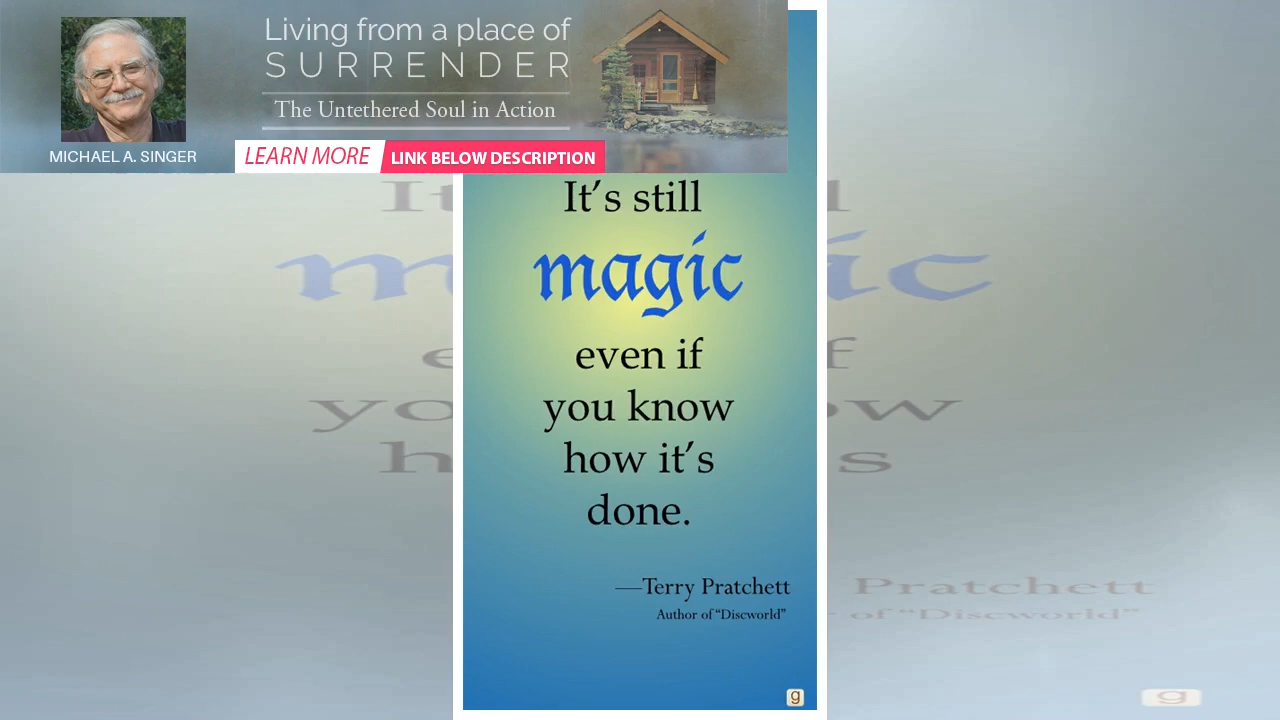 Living from a place of
SURRENDER
The Untethered Soul in Action
MICHAEL A. SINGER
LEARN MORE
LINK BELOW DESCRIPTION
It's still
magic
even if
you know
how it's
done.
—Terry Pratchett
Author of “Discworld”
g